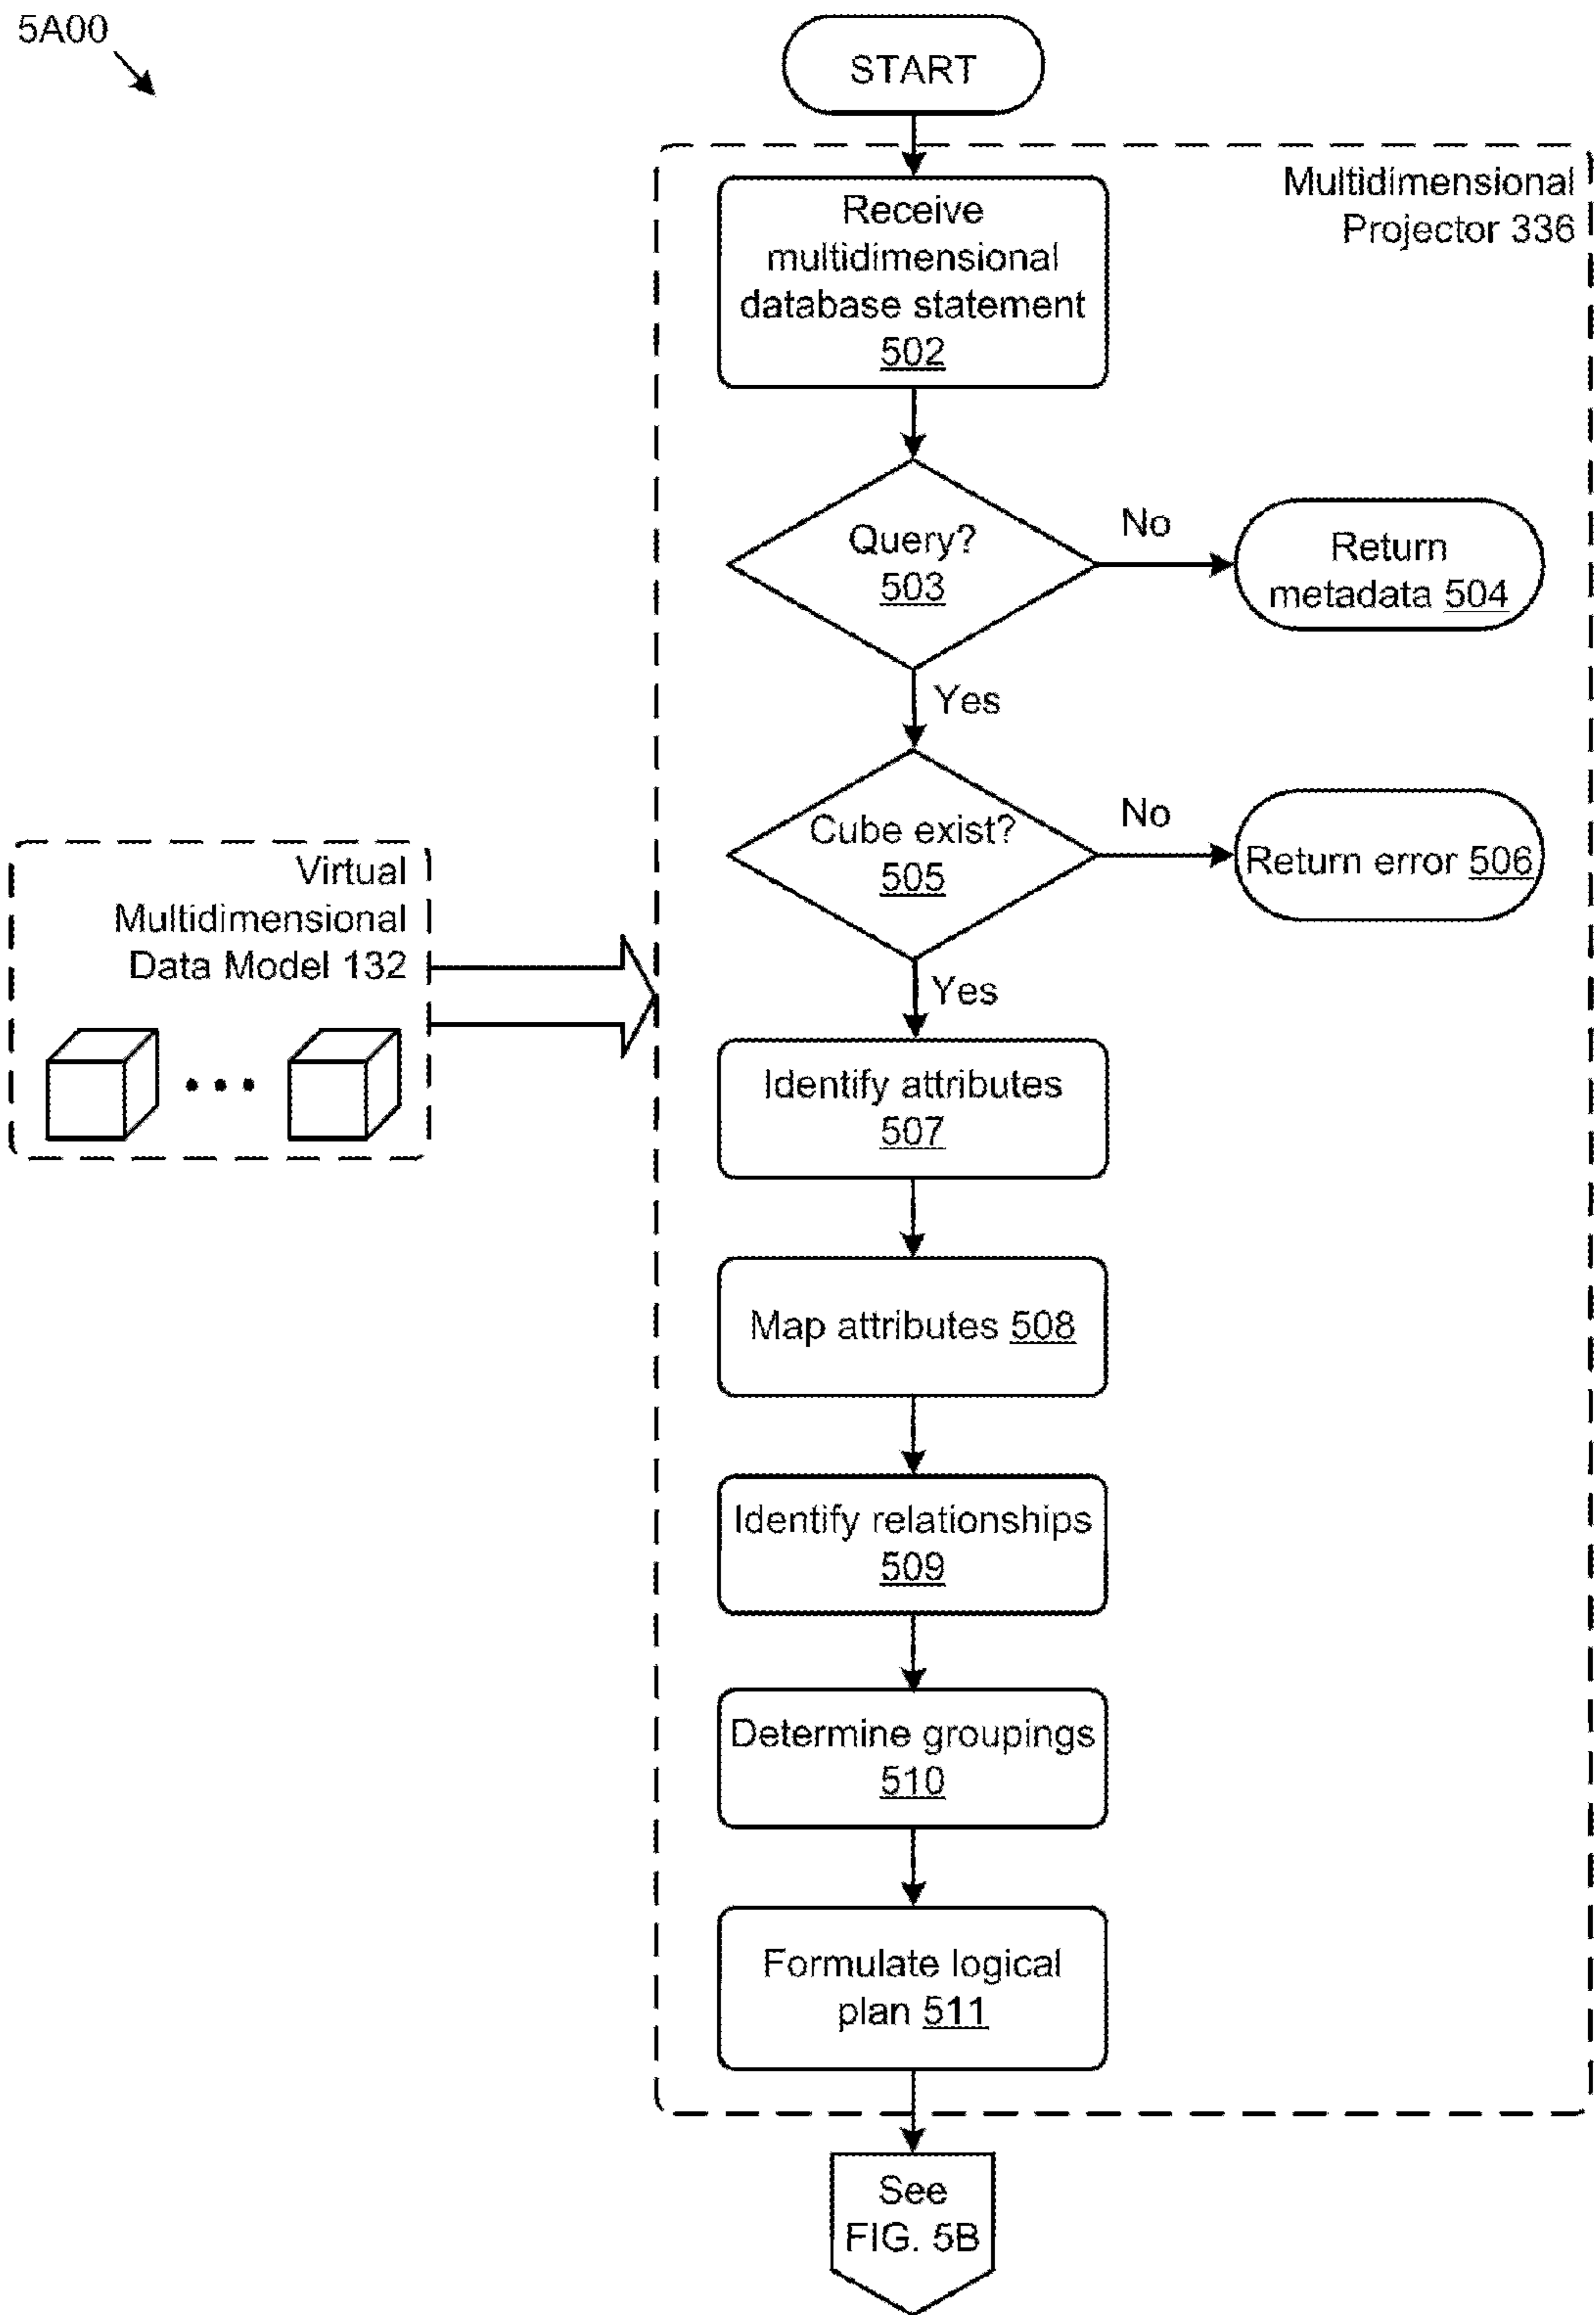 5A00
START
Multidimensional
Projector 336
Receive
multidimensional
database statement
502
Query?
503
No
Return
metadata 504
Yes
Cube exist?
505
No
Return error 506
Virtual
Multidimensional
Data Model 132
Yes
Identify attributes
507
Map attributes 508
Identify relationships
509
Determine groupings
510
Formulate logical
plan 511
See
FIG. 5B